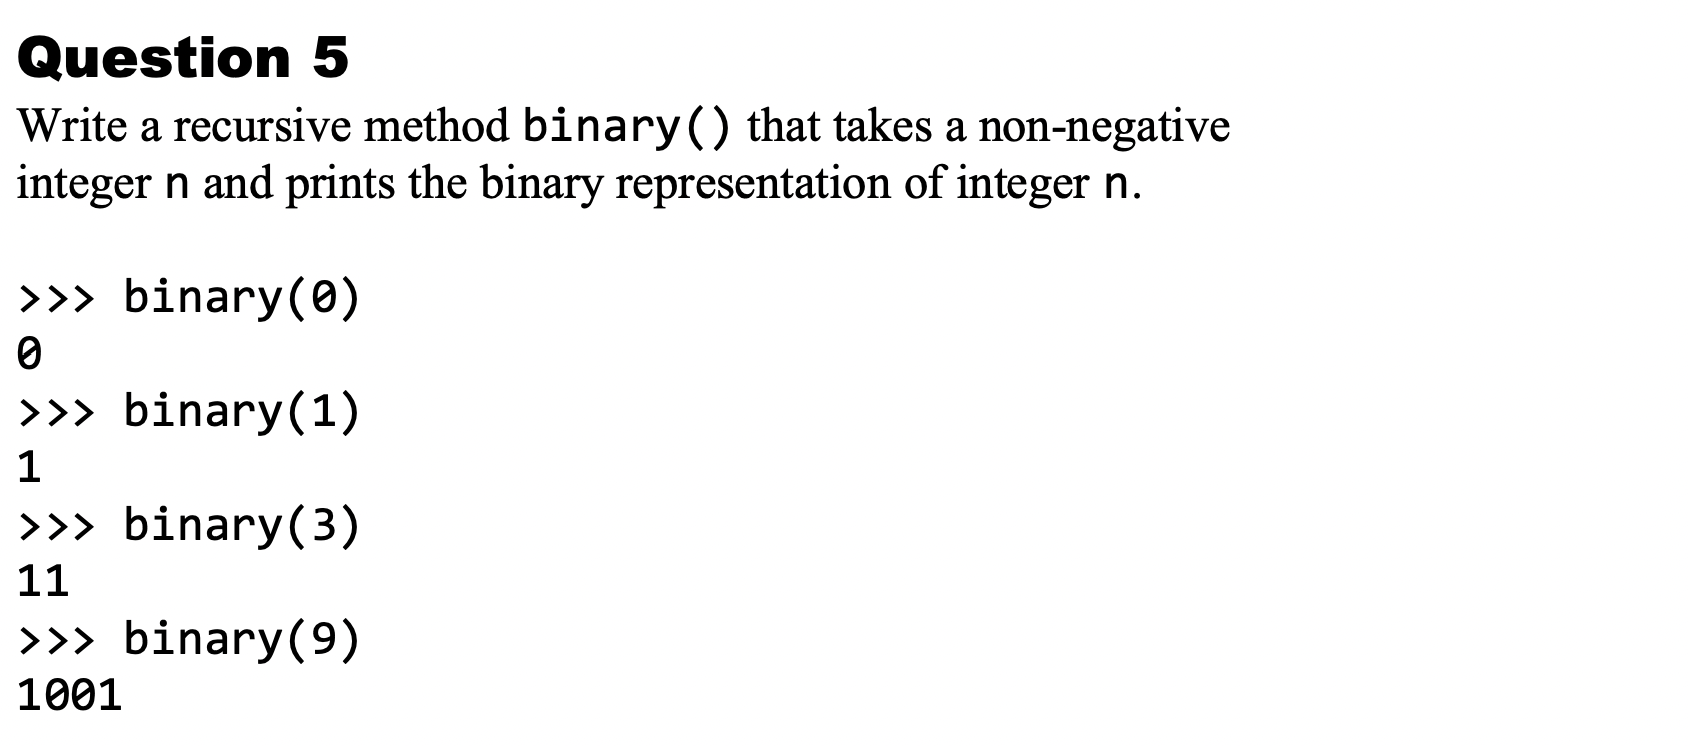 Question 5
Write a recursive method binary() that takes a non-negative
integer n and prints the binary representation of integer n.
>>> binary(0)
0
>>> binary(1)
1
>>> binary(3)
11
>>> binary(9)
1001